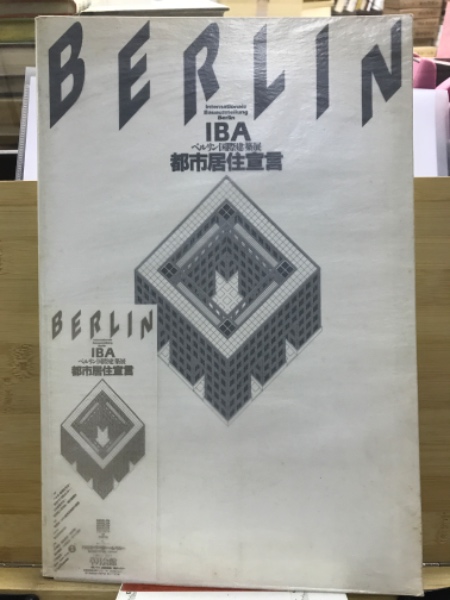 BERLIN
Internationale
Bauausstellung
Berlin
IBA
ベルリン国際建築展
都市居住宣言
BERLIN
IBA
ベルリン国際建築展
都市居住宣言